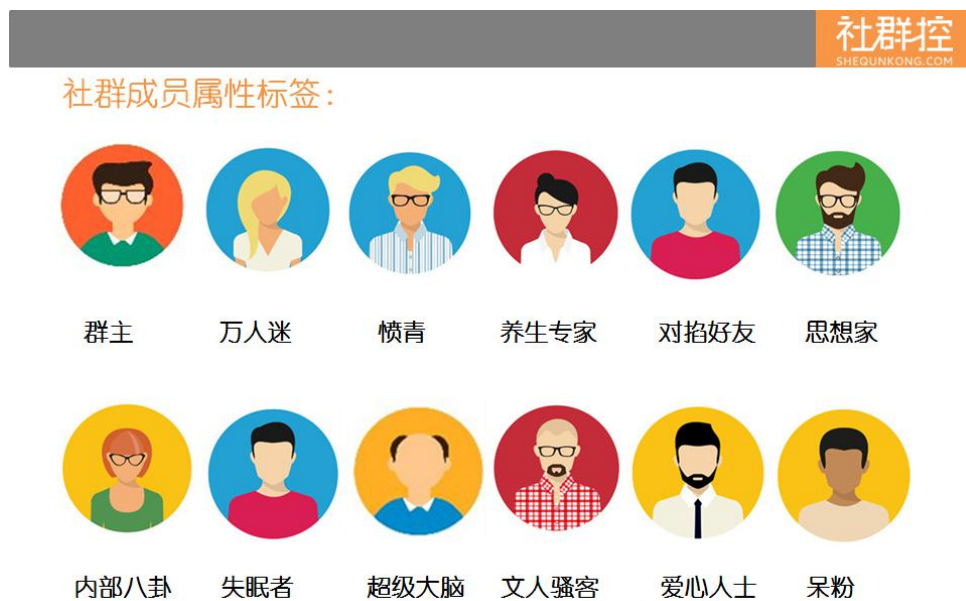 社群控
SHEQUNKONG.COM
社群成员属性标签：
群主 万人迷 愤青 养生专家 对掐好友 思想家
内部八卦 失眠者 超级大脑 文人骚客 爱心人士 呆粉